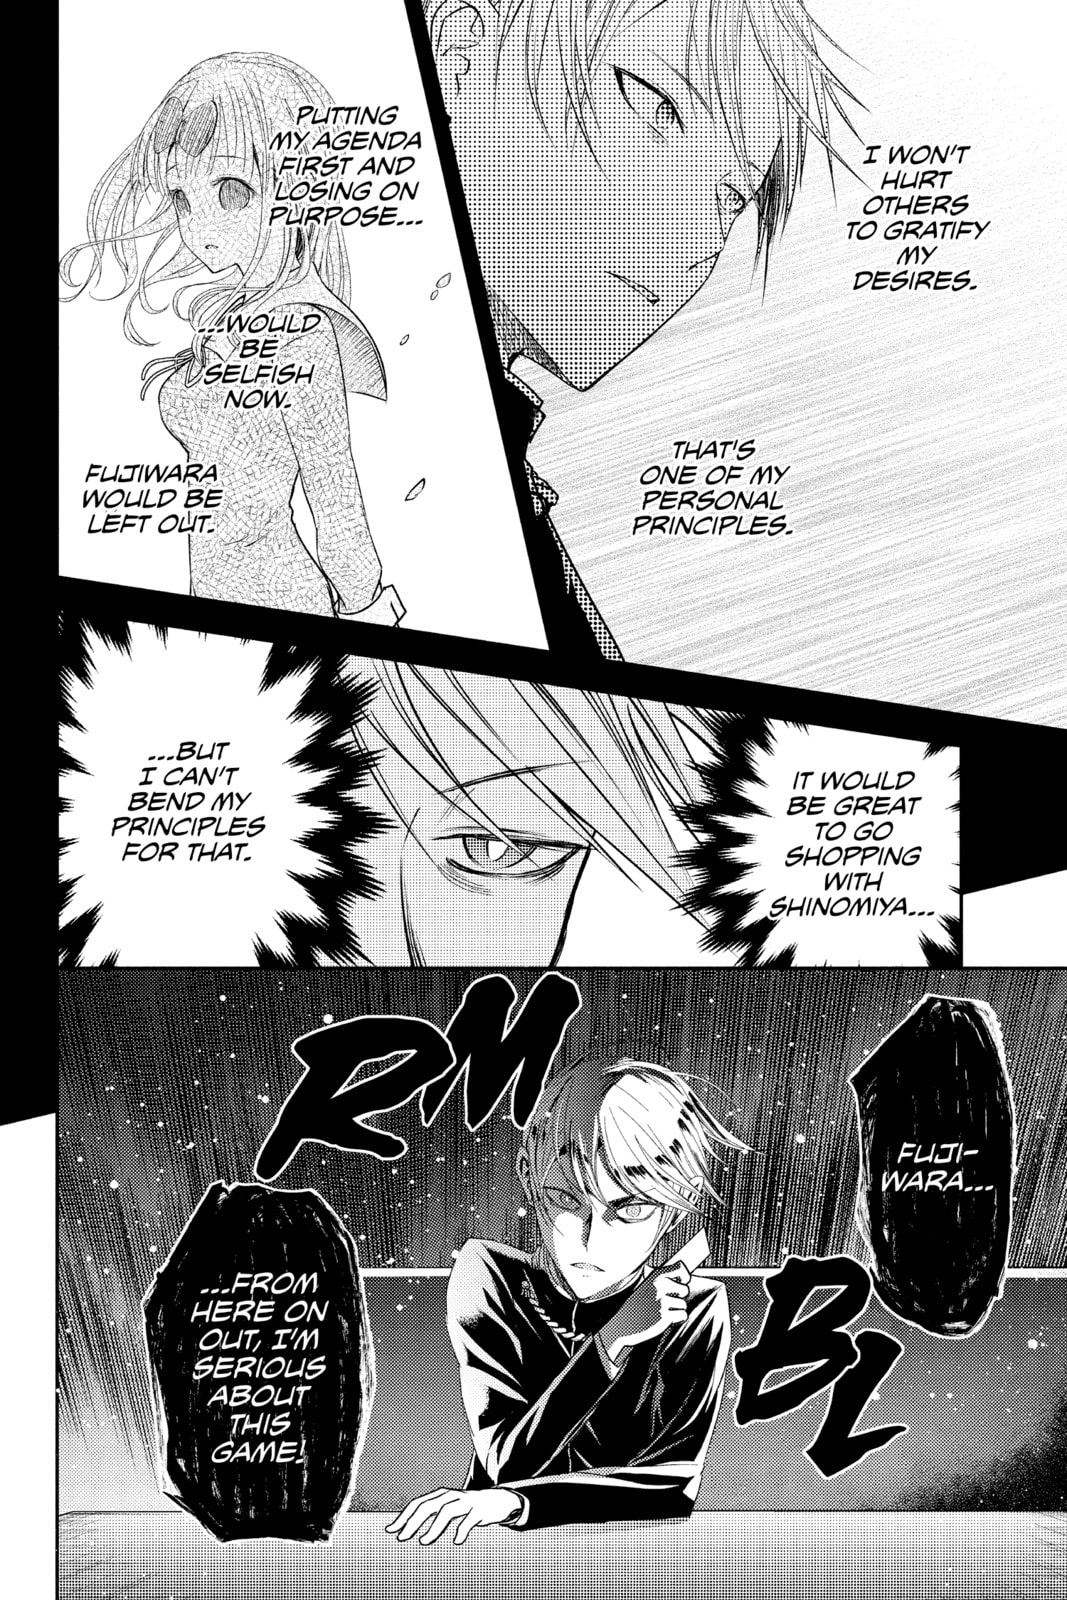 I WON'T
HURT
OTHERS
TO GRATIFY
MY
DESIRES.
THAT'S
ONE OF MY
PERSONAL
PRINCIPLES.
PUTTING
MY AGENDA
FIRST AND
LOSING ON
PURPOSE...
...WOULD
BE
SELFISH
NOW.
FUJIWARA
WOULD BE
LEFT OUT.
IT WOULD
BE GREAT
TO GO
SHOPPING
WITH
SHINOMIYA...
...BUT
I CAN'T
BEND MY
PRINCIPLES
FOR THAT.
RM
BL
FUJI-
WARA...
...FROM
HERE ON
OUT, I'M
SERIOUS
ABOUT
THIS
GAME!